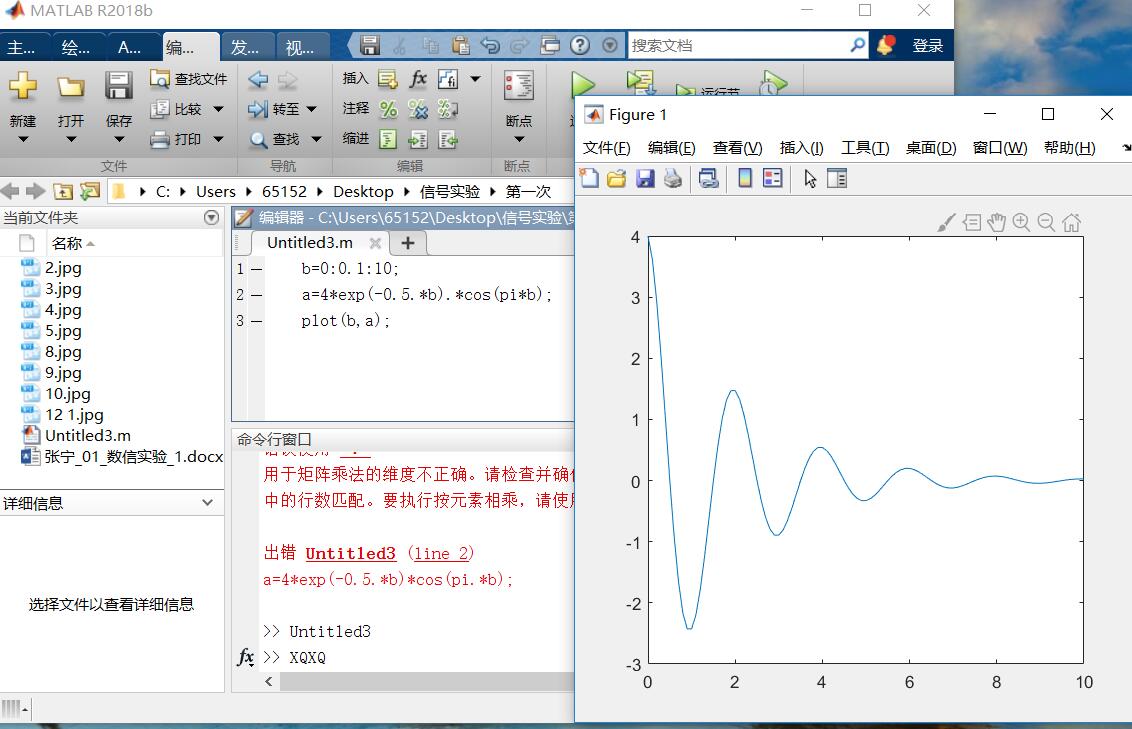 MATLAB R2018b
主...
绘...
A...
编...
发...
视...
搜索文档
登录
新建
打开
保存
查找文件
比较
打印
文件
转至
查找
导航
插入
注释
缩进
编辑
断点
断点
运行节
C:
Users
65152
Desktop
信号实验
第一次
当前文件夹
名称
2.jpg
3.jpg
4.jpg
5.jpg
8.jpg
9.jpg
10.jpg
12 1.jpg
Untitled3.m
张宁_01_数信实验_1.docx
详细信息
选择文件以查看详细信息
编辑器 - C:\Users\65152\Desktop\信号实验\
Untitled3.m
1 b=0:0.1:10;
2 a=4*exp(-0.5.*b).*cos(pi*b);
3 plot(b,a);
命令行窗口
用于矩阵乘法的维度不正确。请检查并确
中的行数匹配。要执行按元素相乘，请使
出错 Untitled3 (line 2)
a=4*exp(-0.5.*b)*cos(pi.*b);
>> Untitled3
fx >> XQXQ
Figure 1
文件(F) 编辑(E) 查看(V) 插入(I) 工具(T) 桌面(D) 窗口(W) 帮助(H)
4
3
2
1
0
-1
-2
-3
0 2 4 6 8 10